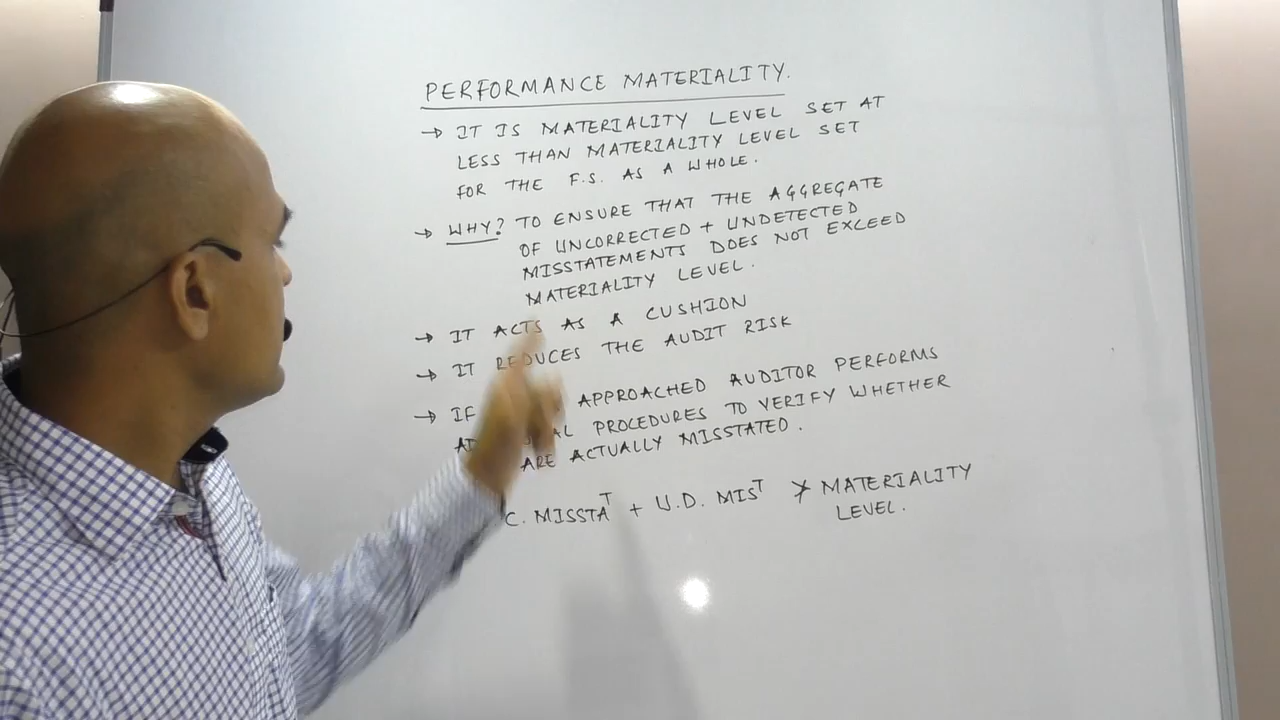 PERFORMANCE MATERIALITY.
→ IT IS MATERIALITY LEVEL SET AT
LESS THAN MATERIALITY LEVEL SET
FOR THE F.S. AS A WHOLE.
→ WHY? TO ENSURE THAT THE AGGREGATE
OF UNCORRECTED + UNDETECTED
MISSTATEMENTS DOES NOT EXCEED
MATERIALITY LEVEL.
→ IT ACTS AS A CUSHION
→ IT REDUCES THE AUDIT RISK
→ IF APPROACHED AUDITOR PERFORMS
PROCEDURES TO VERIFY WHETHER
ARE ACTUALLY MISSTATED.
C. MISSTAT + U.D. MIST ≯ MATERIALITY
LEVEL.